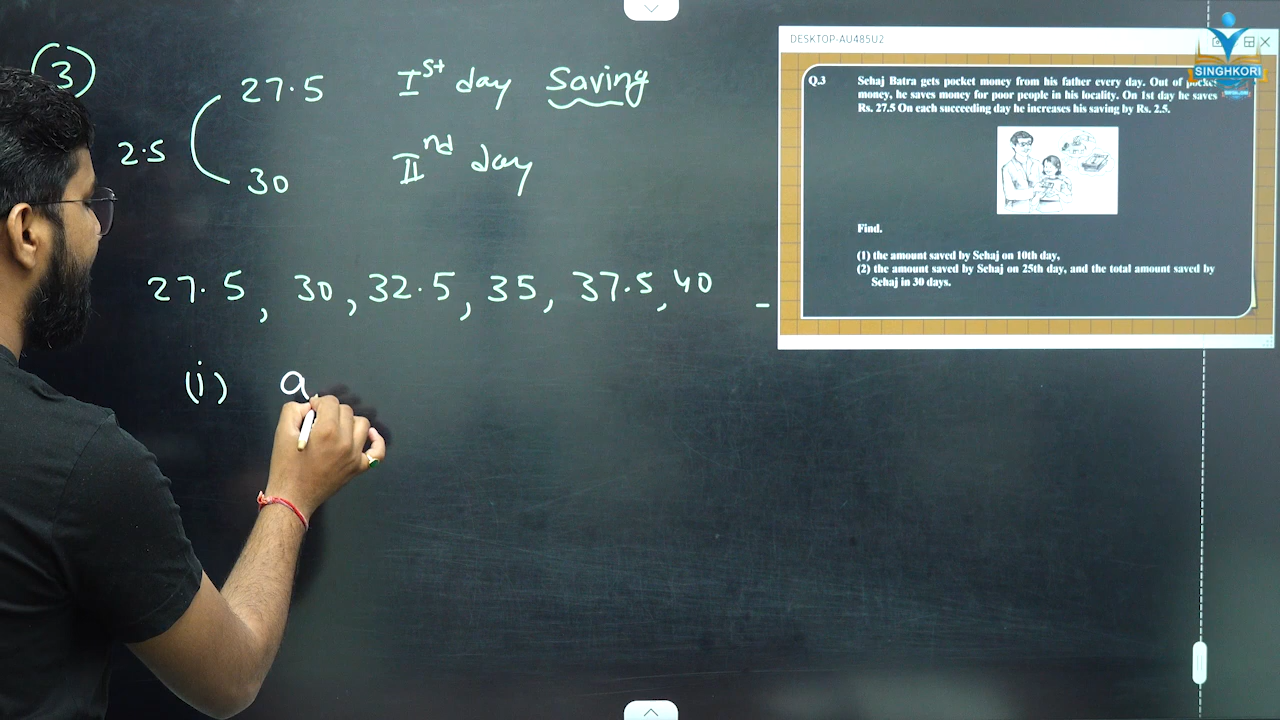 (3)
27.5 Ist day Saving
2.5
30 IInd day
27.5, 30, 32.5, 35, 37.5, 40 -
(i) a
DESKTOP-AU485U2
Q.3 Sehaj Batra gets pocket money from his father every day. Out of pocket
money, he saves money for poor people in his locality. On 1st day he saves
Rs. 27.5 On each succeeding day he increases his saving by Rs. 2.5.
Find.
(1) the amount saved by Sehaj on 10th day,
(2) the amount saved by Sehaj on 25th day, and the total amount saved by
Sehaj in 30 days.
SINGHKORI